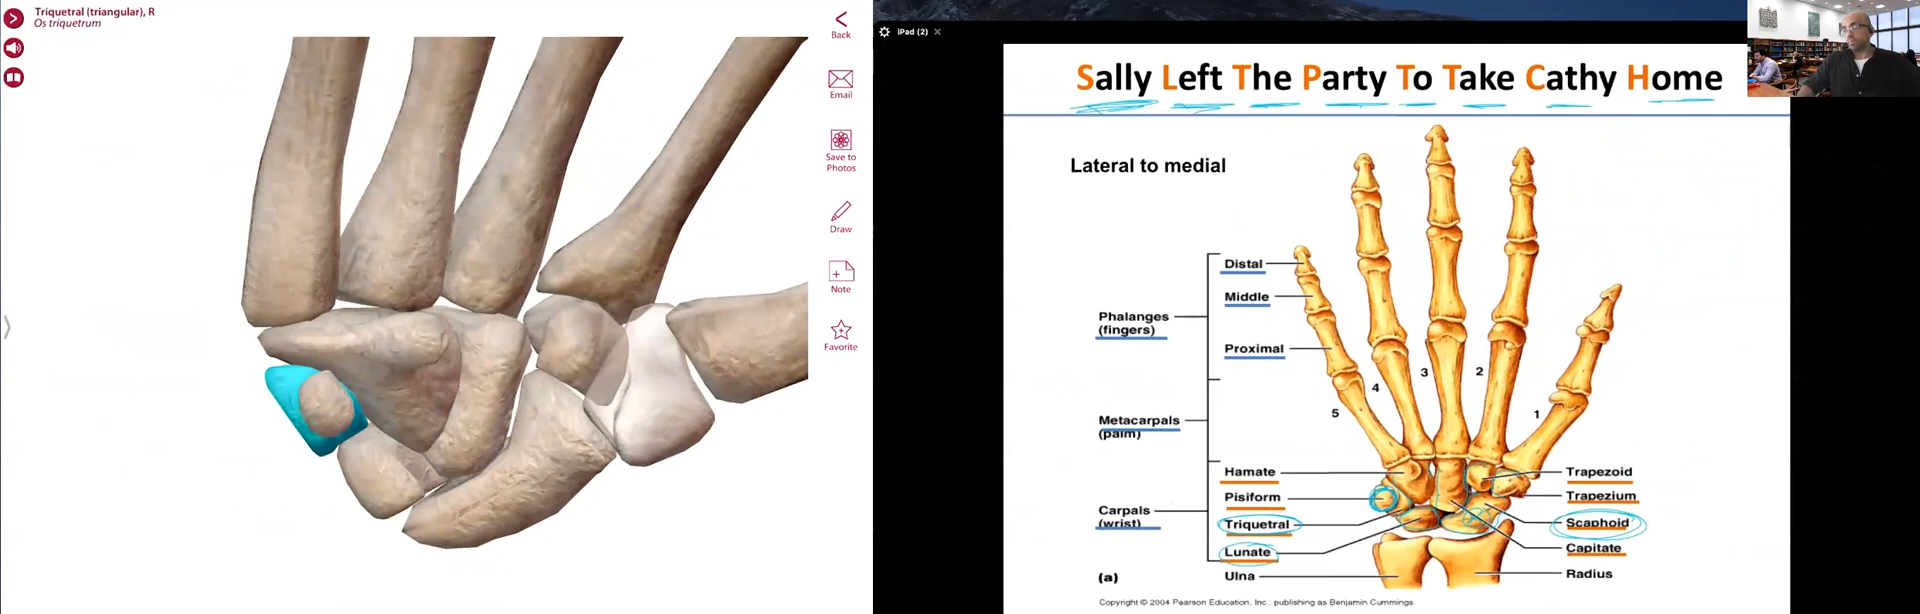 Triquetral (triangular), R
Os triquetrum
Back
Email
Save to
Photos
Draw
Note
Favorite
iPad (2)
Sally Left The Party To Take Cathy Home
Lateral to medial
Distal
Middle
Phalanges
(fingers)
Proximal
5
4
3
2
1
Metacarpals
(palm)
Hamate
Pisiform
Carpals
(wrist)
Triquetral
Lunate
Ulna
Trapezoid
Trapezium
Scaphoid
Capitate
Radius
(a)
Copyright © 2004 Pearson Education, Inc., publishing as Benjamin Cummings.